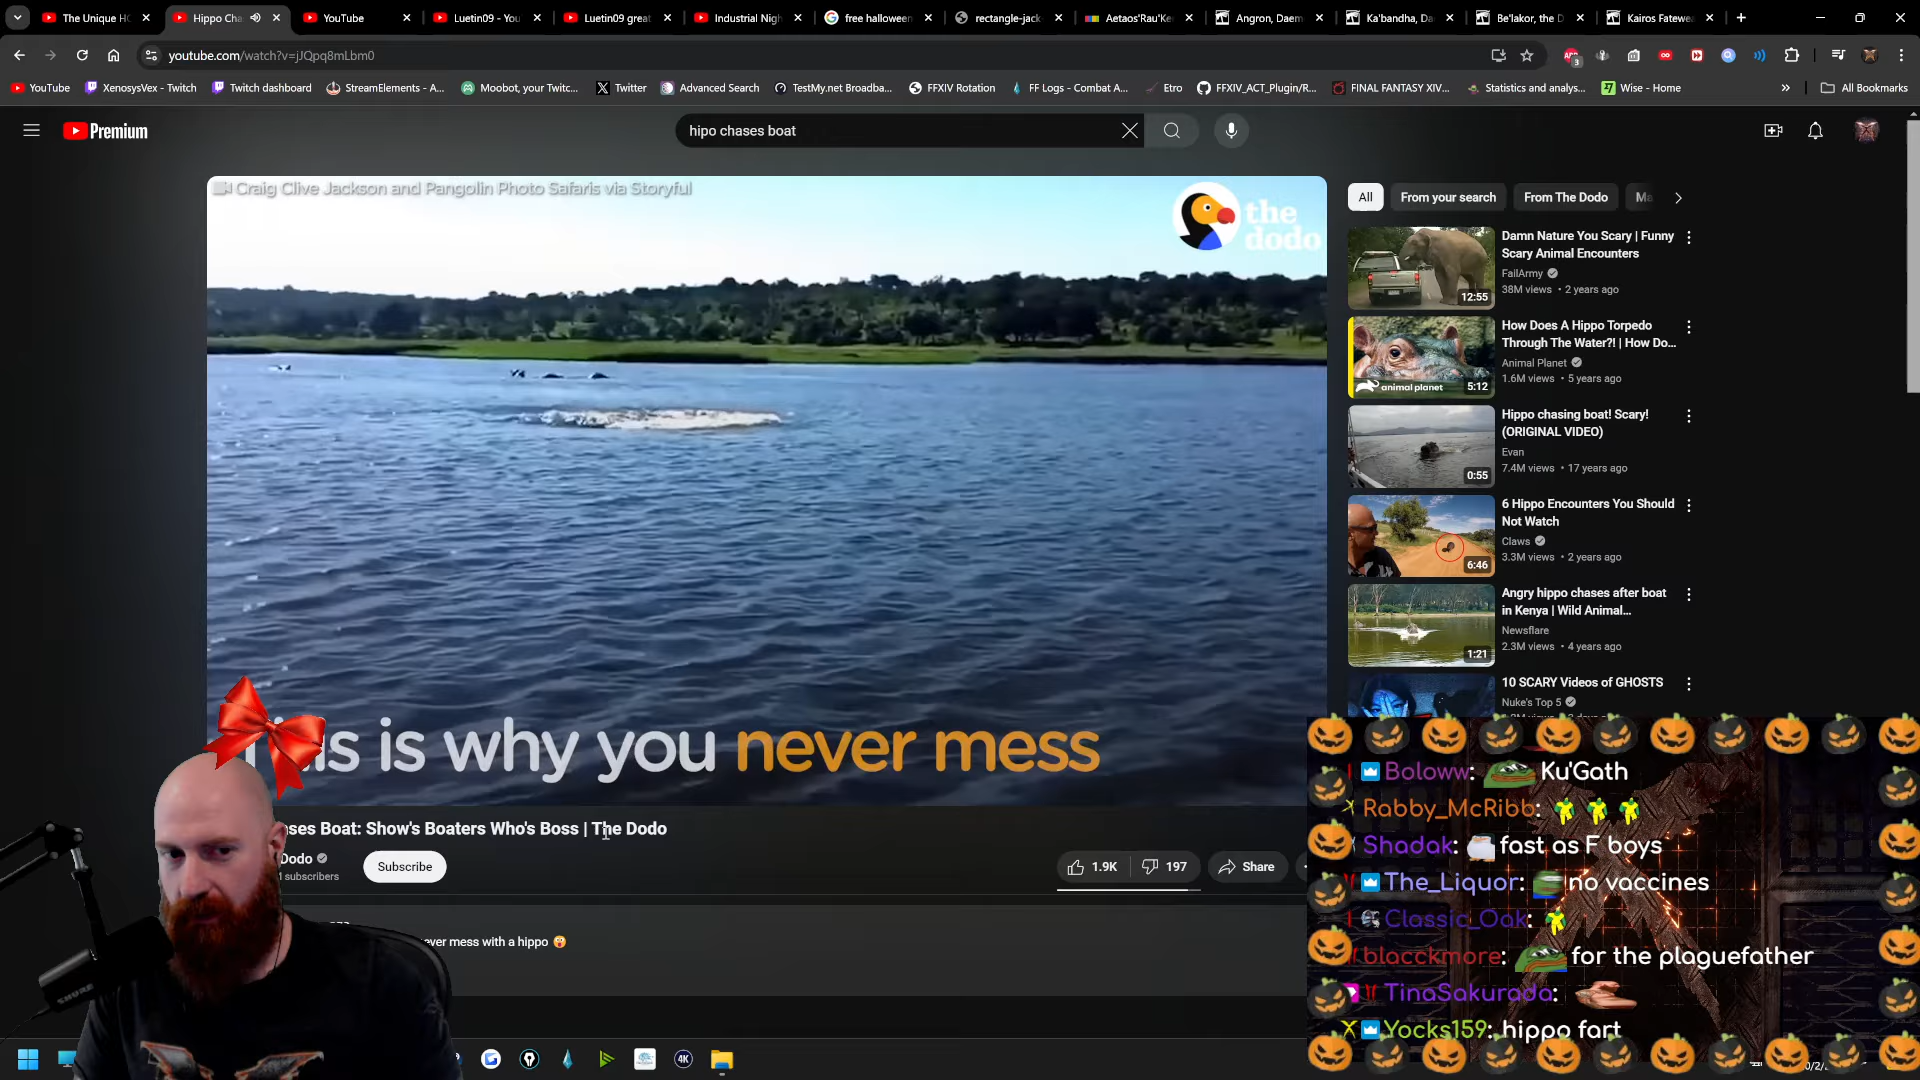 The Unique HO
Hippo Cha
YouTube
Luetin09 - You
Luetin09 great
Industrial Nigh
free halloween
rectangle-jack-
Aetaos'Rau'Ke
Angron, Daem
Ka'bandha, Da
Be'lakor, the D
Kairos Fatewea
youtube.com/watch?v=jJQpq8mLbm0
3
YouTube
XenosysVex - Twitch
Twitch dashboard
StreamElements - A...
Moobot, your Twitc...
Twitter
Advanced Search
TestMy.net Broadba...
FFXIV Rotation
FF Logs - Combat A...
Etro
FFXIV_ACT_Plugin/R...
FINAL FANTASY XIV...
Statistics and analys...
Wise - Home
All Bookmarks
Premium
hipo chases boat
Craig Clive Jackson and Pangolin Photo Safaris via Storyful
the dodo
This is why you never mess
ses Boat: Show's Boaters Who's Boss | The Dodo
Dodo
subscribers
Subscribe
1.9K
197
Share
ever mess with a hippo
All
From your search
From The Dodo
Ma
Damn Nature You Scary | Funny
Scary Animal Encounters
FailArmy
38M views • 2 years ago
12:55
How Does A Hippo Torpedo
Through The Water?! | How Do...
Animal Planet
1.6M views • 5 years ago
animal planet
5:12
Hippo chasing boat! Scary!
(ORIGINAL VIDEO)
Evan
7.4M views • 17 years ago
0:55
6 Hippo Encounters You Should
Not Watch
Claws
3.3M views • 2 years ago
6:46
Angry hippo chases after boat
in Kenya | Wild Animal...
Newsflare
2.3M views • 4 years ago
1:21
10 SCARY Videos of GHOSTS
Nuke's Top 5
Boloww: Ku'Gath
Rabby_McRibb:
Shadak: fast as F boys
The_Liquor: no vaccines
Classic_Oak:
blacckmore: for the plaguefather
TinaSakurada:
Yocks159: hippo fart
SHURE
4K